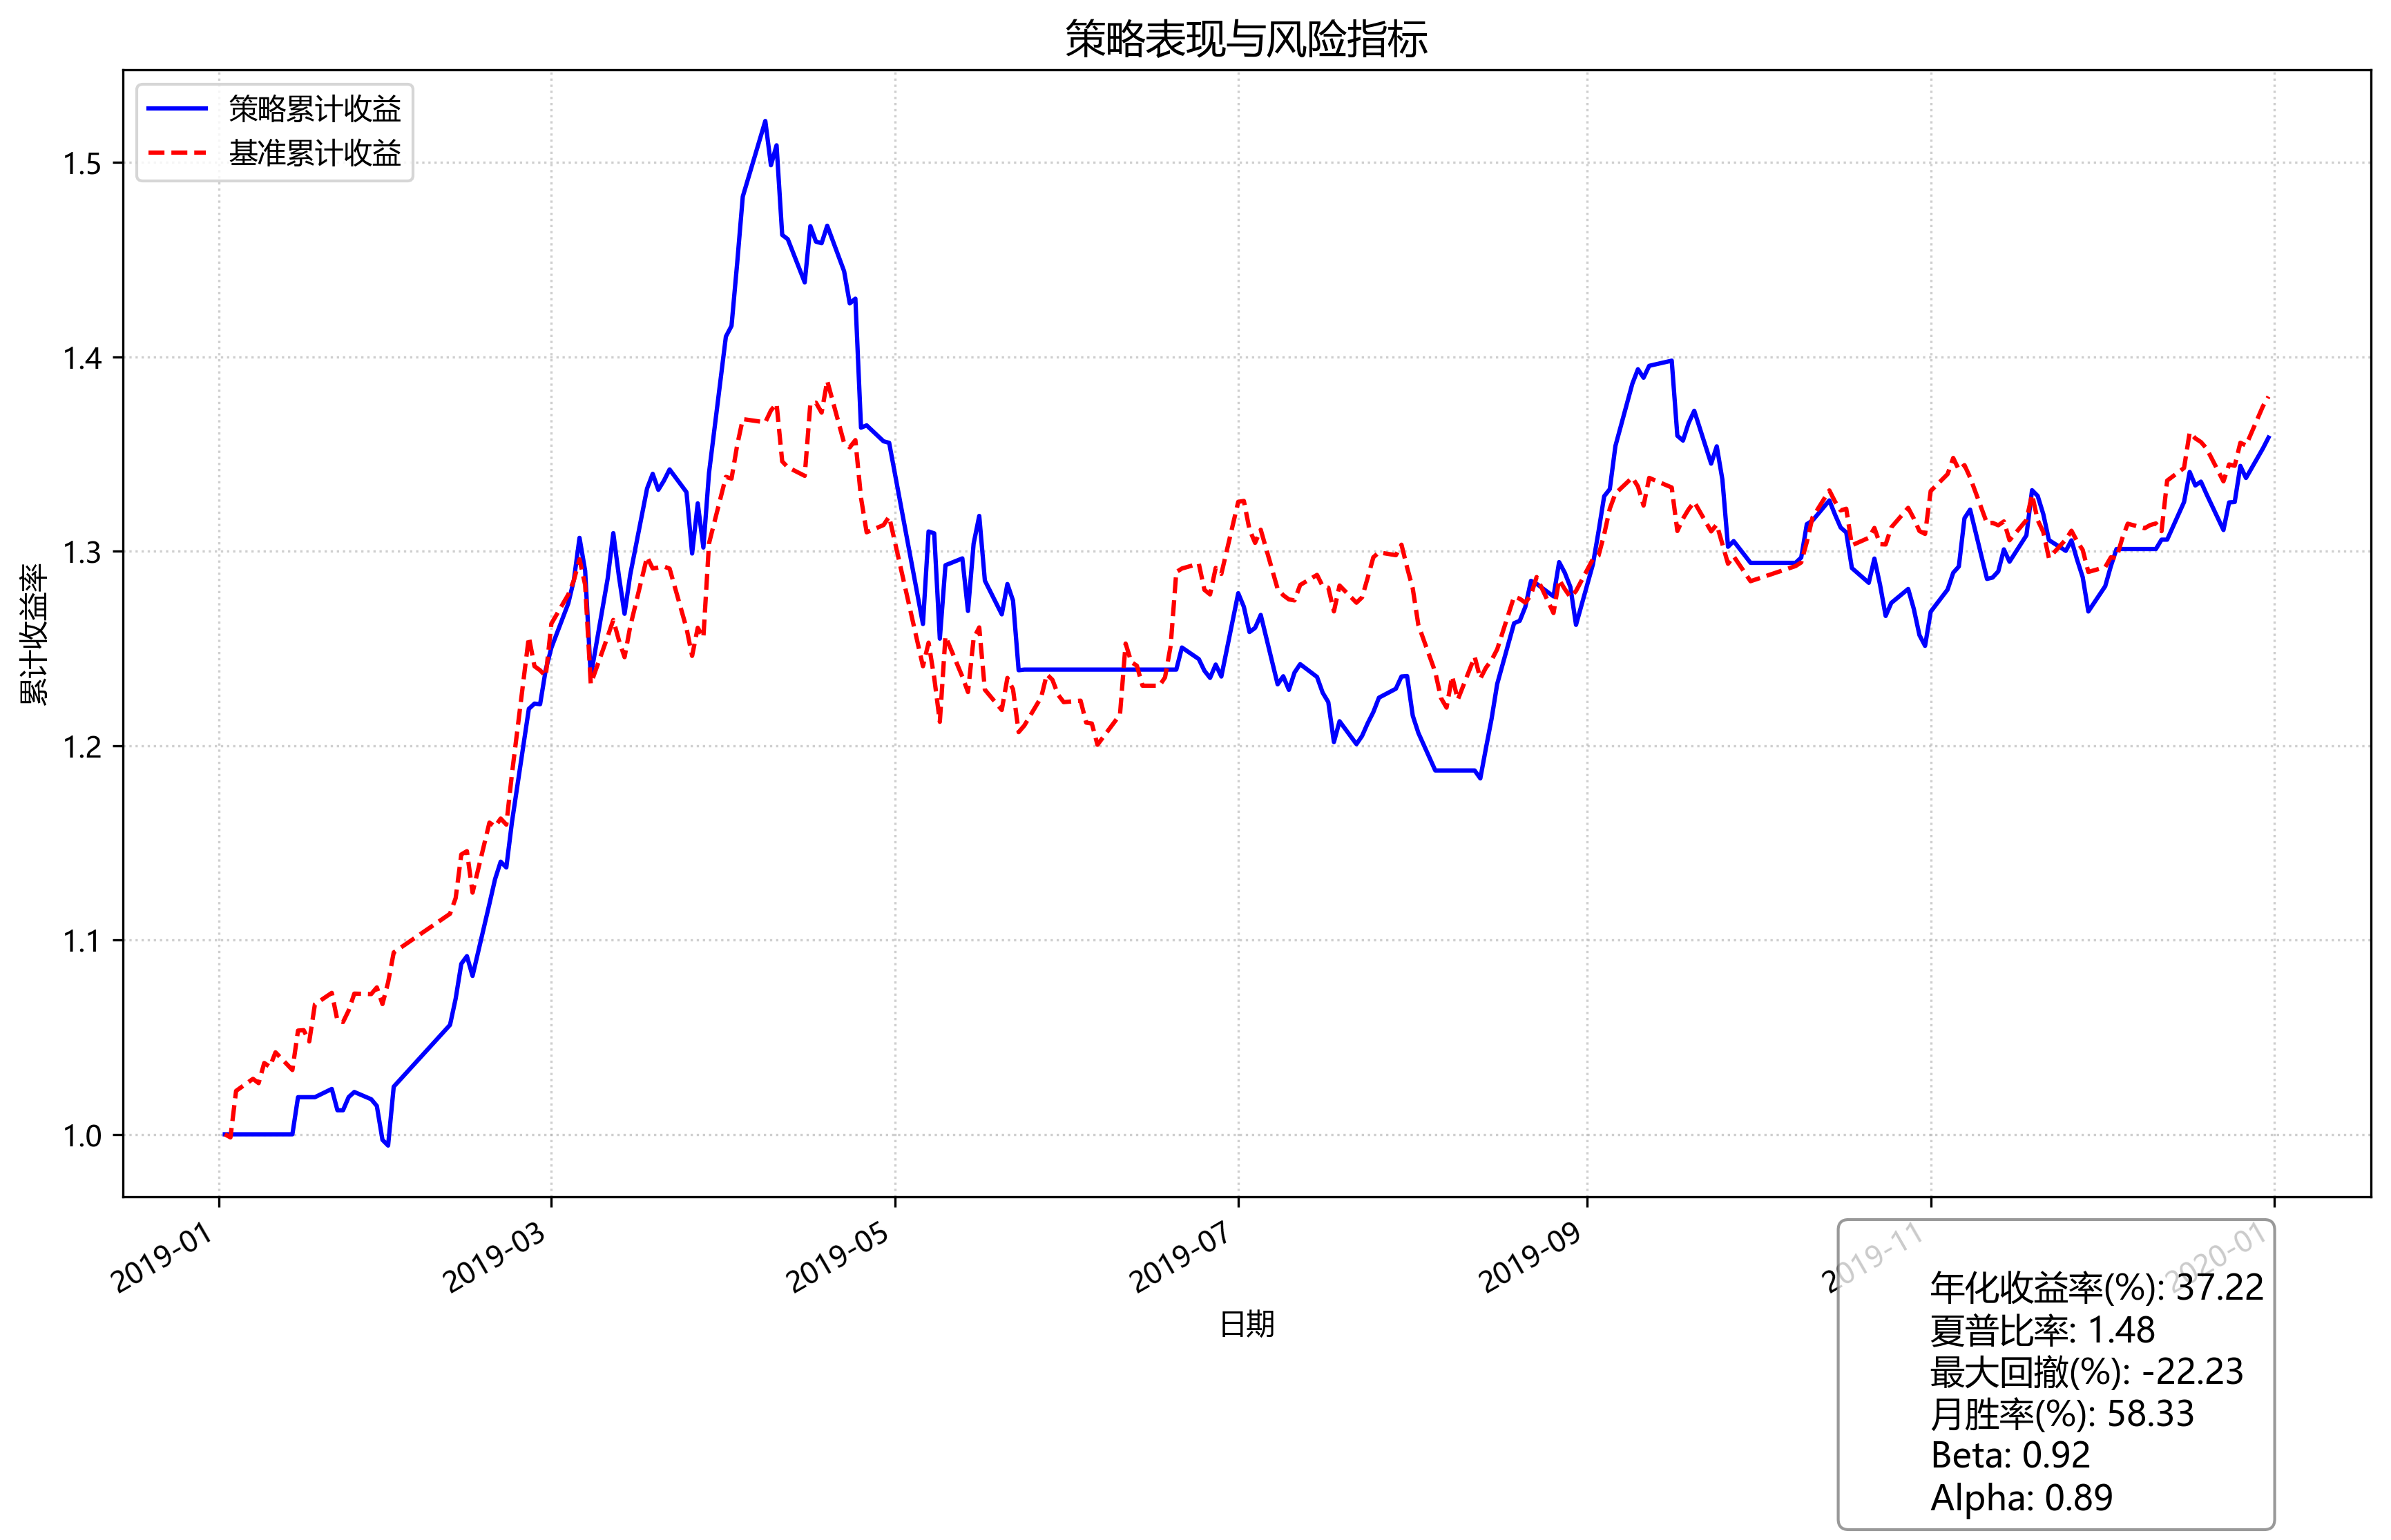 策略表现与风险指标
策略累计收益
基准累计收益
累计收益率
1.5
1.4
1.3
1.2
1.1
1.0
2019-01
2019-03
2019-05
2019-07
2019-09
2019-11
2020-01
日期
年化收益率(%): 37.22
夏普比率: 1.48
最大回撤(%): -22.23
月胜率(%): 58.33
Beta: 0.92
Alpha: 0.89